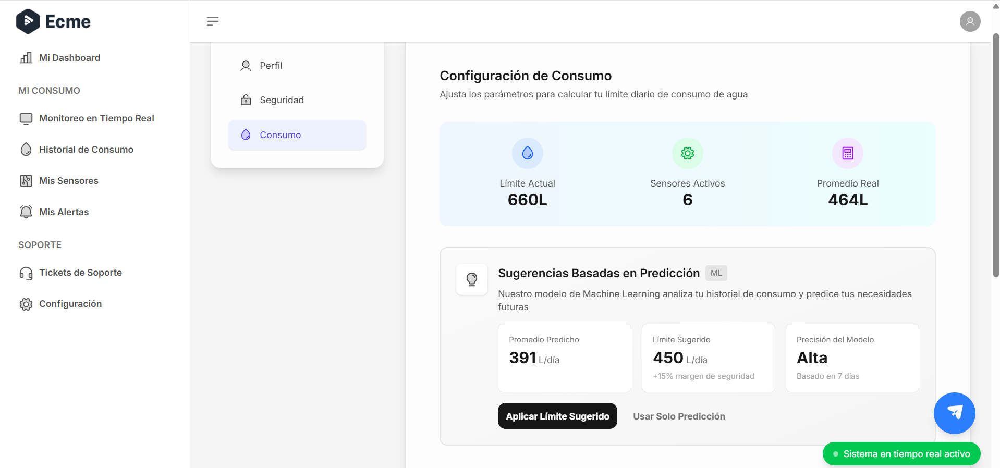 Ecme
Mi Dashboard
MI CONSUMO
Monitoreo en Tiempo Real
Historial de Consumo
Mis Sensores
Mis Alertas
SOPORTE
Tickets de Soporte
Configuración
Perfil
Seguridad
Consumo
Configuración de Consumo
Ajusta los parámetros para calcular tu límite diario de consumo de agua
Límite Actual
660L
Sensores Activos
6
Promedio Real
464L
Sugerencias Basadas en Predicción ML
Nuestro modelo de Machine Learning analiza tu historial de consumo y predice tus necesidades
futuras
Promedio Predicho
391 L/día
Límite Sugerido
450 L/día
+15% margen de seguridad
Precisión del Modelo
Alta
Basado en 7 días
Aplicar Límite Sugerido
Usar Solo Predicción
Sistema en tiempo real activo